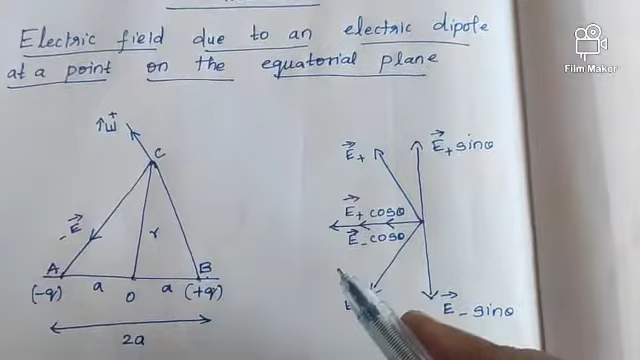 Electric field due to an electric dipole
at a point on the equatorial plane
Film Maker
E+
C
E-
r
A
B
(-q)
a
O
a
(+q)
2a
E+
E+ sinθ
E+ cosθ
E- cosθ
E- sinθ